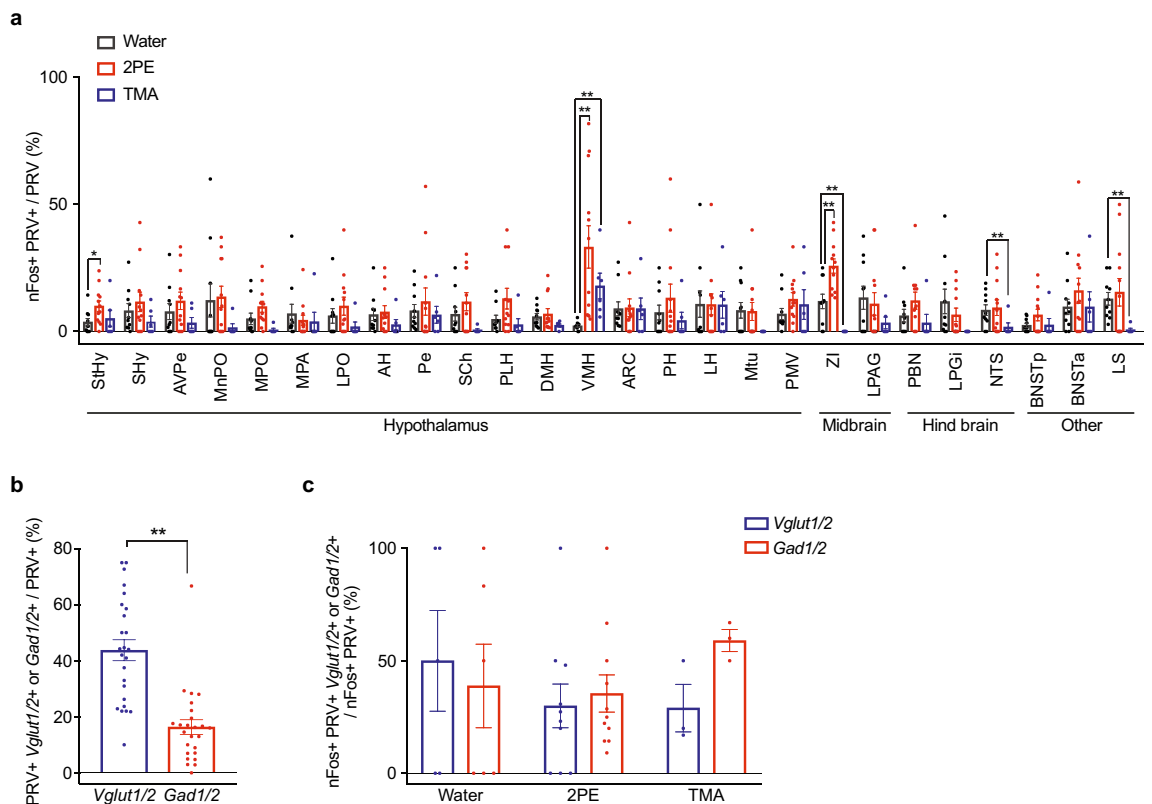 a
Water
2PE
TMA
nFos+ PRV+ / PRV (%)
100
50
0
*
**
**
**
**
**
**
StHy
SHy
AVPe
MnPO
MPO
MPA
LPO
AH
Pe
SCh
PLH
DMH
VMH
ARC
PH
LH
Mtu
PMV
ZI
LPAG
PBN
LPGi
NTS
BNSTp
BNSTa
LS
Hypothalamus
Midbrain
Hind brain
Other
b
PRV+ Vglut1/2+ or Gad1/2+ / PRV+ (%)
80
60
40
20
0
**
Vglut1/2
Gad1/2
c
nFos+ PRV+ Vglut1/2+ or Gad1/2+
/ nFos+ PRV+ (%)
100
50
0
Vglut1/2
Gad1/2
Water
2PE
TMA